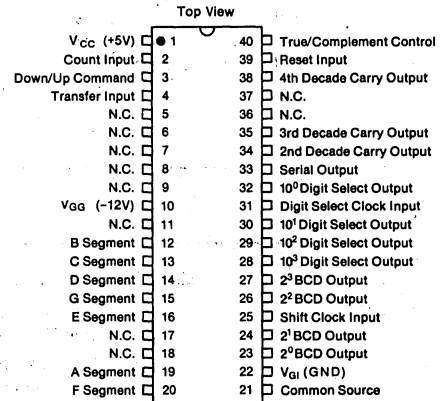 Top View
Vcc (+5V) 1 40 True/Complement Control
Count Input 2 39 Reset Input
Down/Up Command 3 38 4th Decade Carry Output
Transfer Input 4 37 N.C.
N.C. 5 36 N.C.
N.C. 6 35 3rd Decade Carry Output
N.C. 7 34 2nd Decade Carry Output
N.C. 8 33 Serial Output
N.C. 9 32 10⁰ Digit Select Output
VGG (-12V) 10 31 Digit Select Clock Input
N.C. 11 30 10¹ Digit Select Output
B Segment 12 29 10² Digit Select Output
C Segment 13 28 10³ Digit Select Output
D Segment 14 27 2³ BCD Output
G Segment 15 26 2² BCD Output
E Segment 16 25 Shift Clock Input
N.C. 17 24 2¹ BCD Output
N.C. 18 23 2⁰ BCD Output
A Segment 19 22 VGI (GND)
F Segment 20 21 Common Source